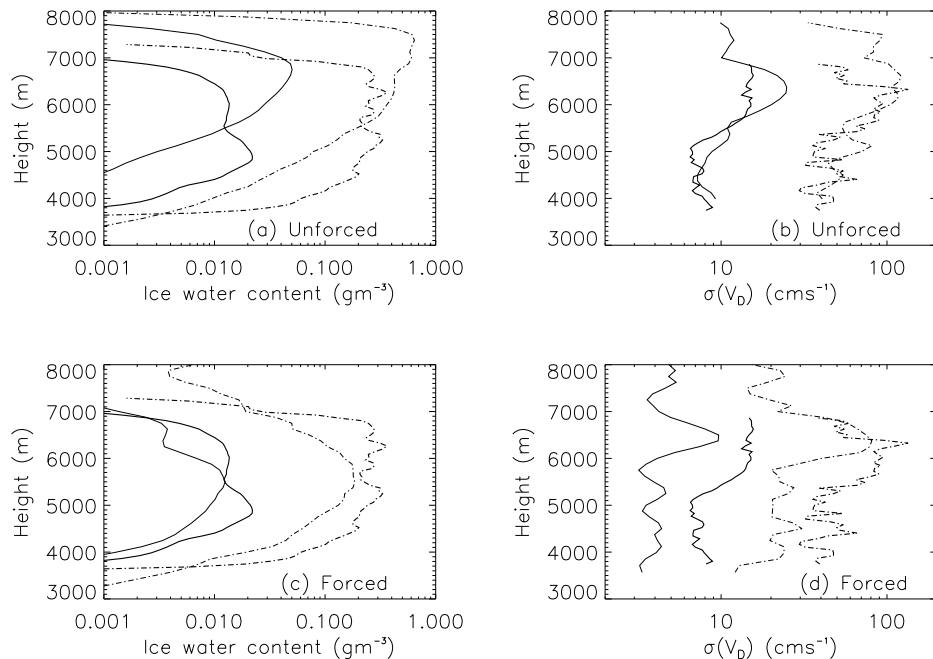 8000
7000
6000
5000
4000
3000
Height (m)
(a) Unforced
0.001 0.010 0.100 1.000
Ice water content (gm⁻³)
8000
7000
6000
5000
4000
3000
Height (m)
(b) Unforced
10 100
σ(V_D) (cms⁻¹)
8000
7000
6000
5000
4000
3000
Height (m)
(c) Forced
0.001 0.010 0.100 1.000
Ice water content (gm⁻³)
8000
7000
6000
5000
4000
3000
Height (m)
(d) Forced
10 100
σ(V_D) (cms⁻¹)